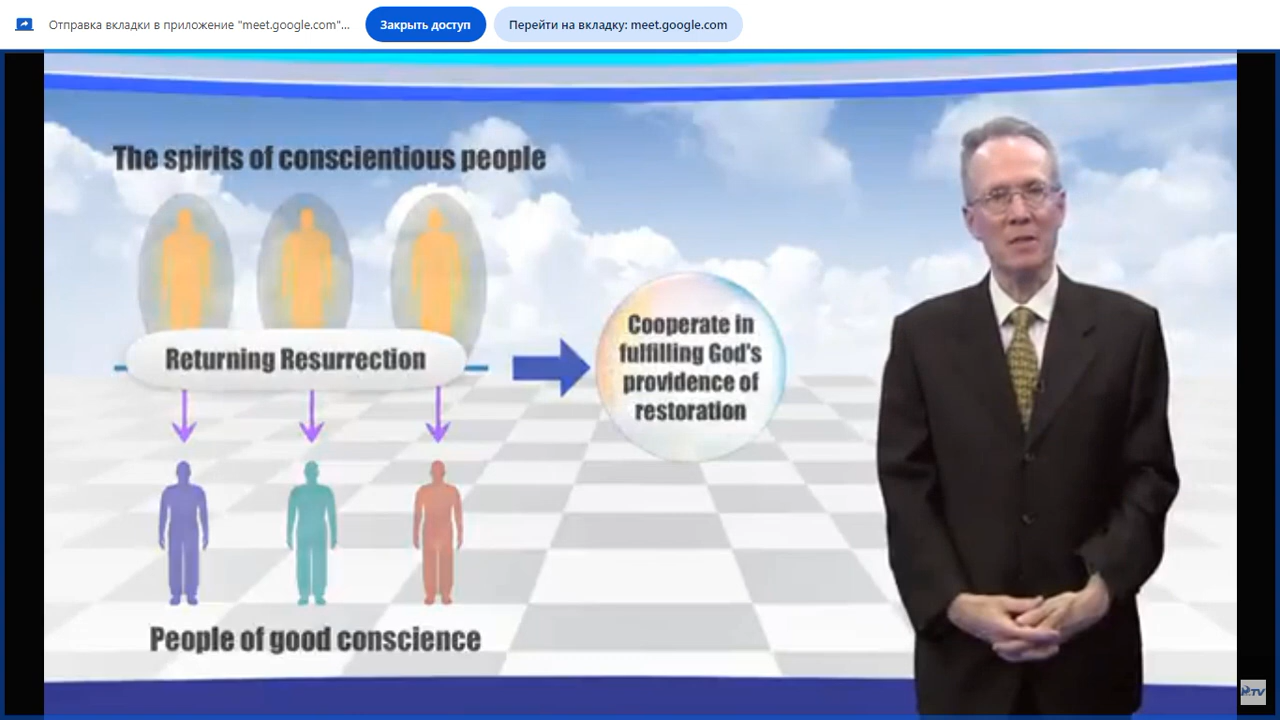 Отправка вкладки в приложение "meet.google.com"...
Закрыть доступ
Перейти на вкладку: meet.google.com
The spirits of conscientious people
Returning Resurrection
Cooperate in
fulfilling God's
providence of
restoration
People of good conscience